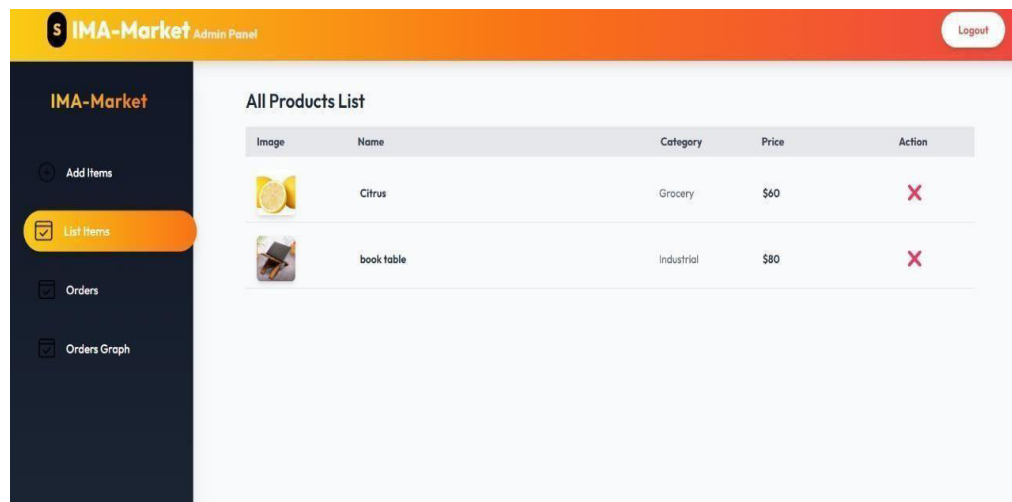 S IMA-Market Admin Panel
Logout
IMA-Market
Add Items
List Items
Orders
Orders Graph
All Products List
Image Name Category Price Action
Citrus Grocery $60
book table Industrial $80